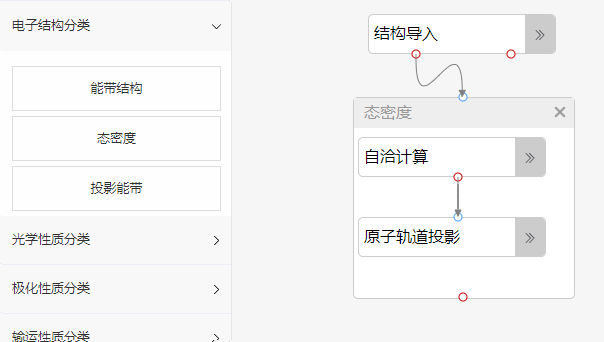 电子结构分类
能带结构
态密度
投影能带
光学性质分类
极化性质分类
输运性质分类
结构导入
态密度
自洽计算
原子轨道投影